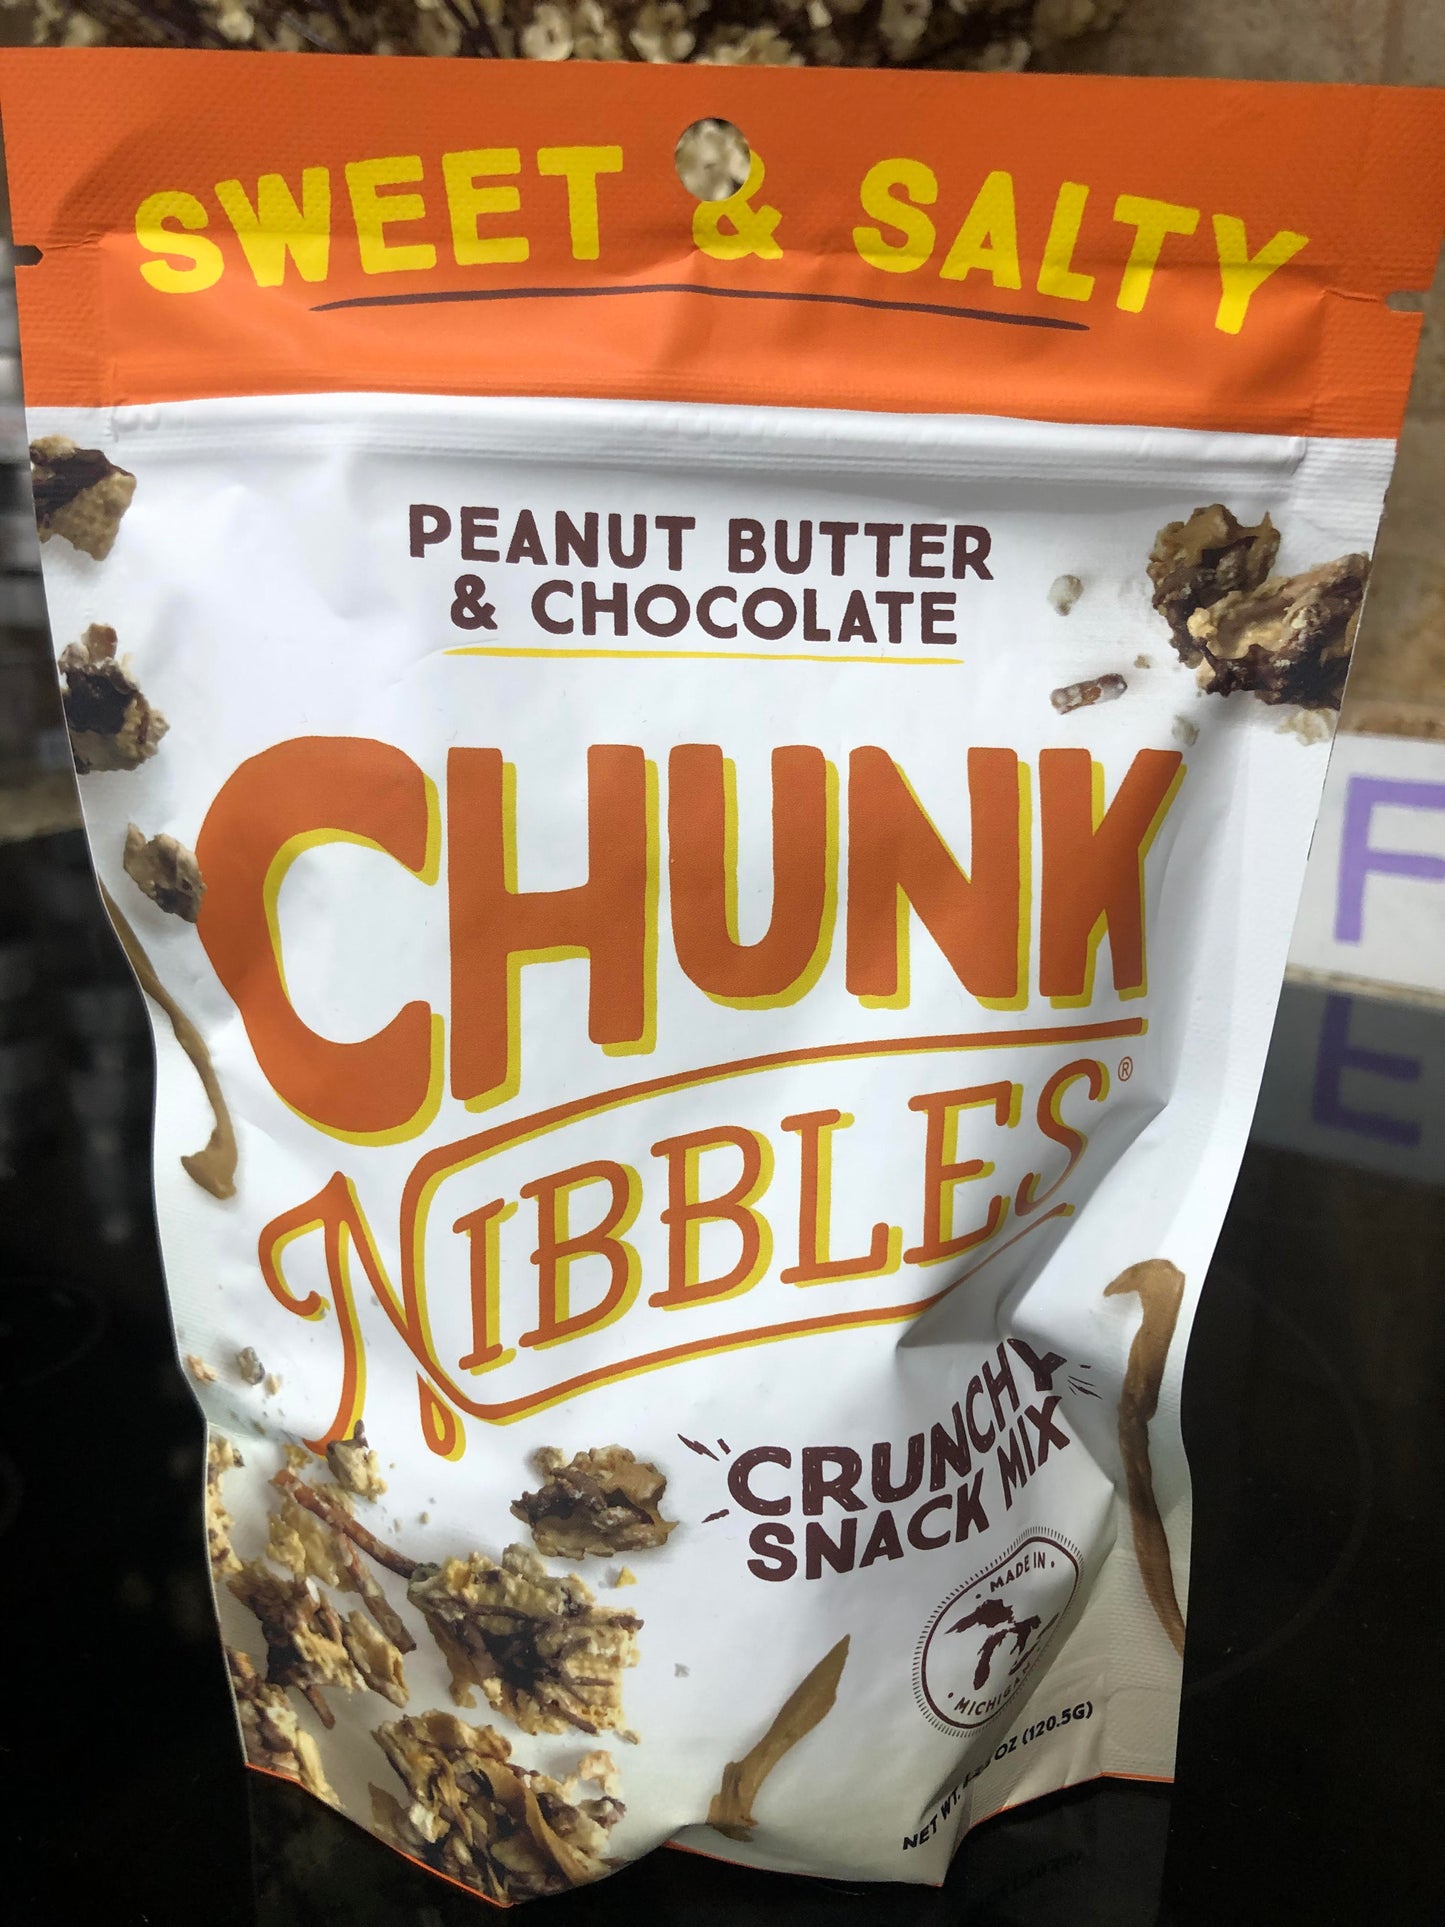 SWEET & SALTY
PEANUT BUTTER
& CHOCOLATE
CHUNK
NIBBLES®
CRUNCHY
SNACK MIX
MADE IN
MICHIGAN
NET WT. OZ (120.5G)
F